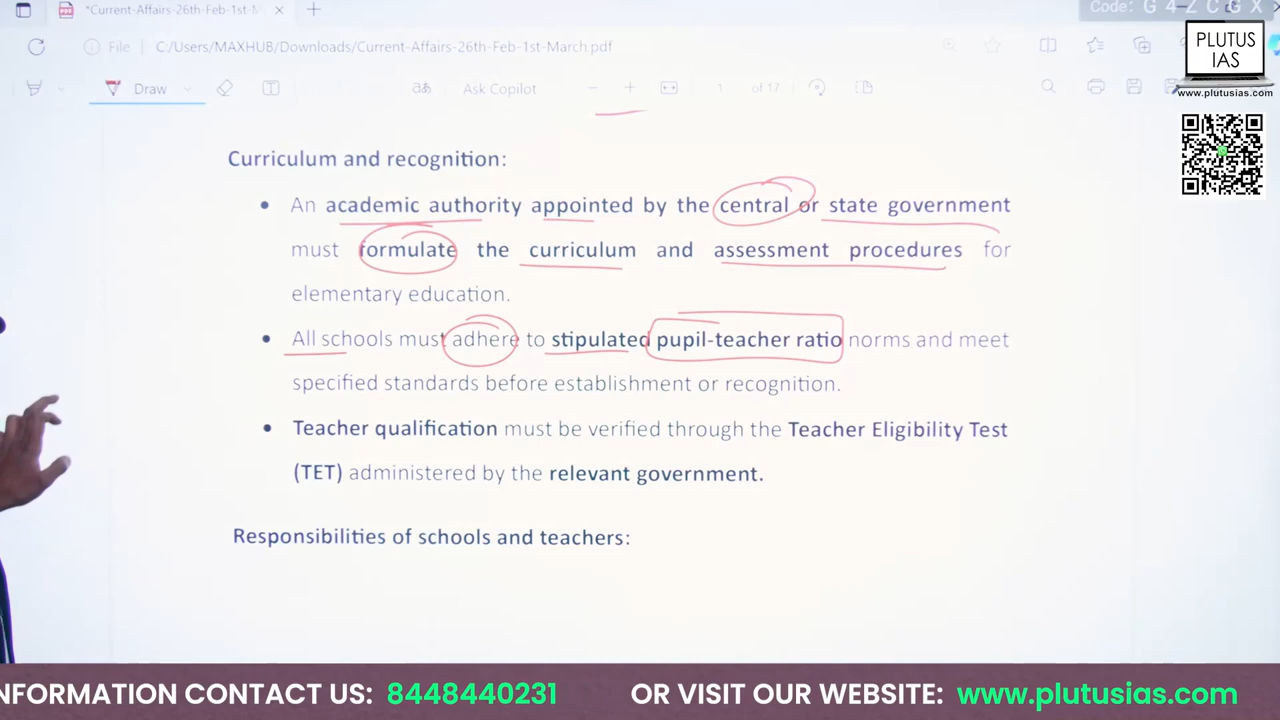 *Current-Affairs-26th-Feb-1st-M
Code: G 4 Z C G X
File
C:/Users/MAXHUB/Downloads/Current-Affairs-26th-Feb-1st-March.pdf
PLUTUS
IAS
www.plutusias.com
Draw
Ask Copilot
1 of 17
Curriculum and recognition:
• An academic authority appointed by the central or state government
must formulate the curriculum and assessment procedures for
elementary education.
• All schools must adhere to stipulated pupil-teacher ratio norms and meet
specified standards before establishment or recognition.
• Teacher qualification must be verified through the Teacher Eligibility Test
(TET) administered by the relevant government.
Responsibilities of schools and teachers:
NFORMATION CONTACT US: 8448440231 OR VISIT OUR WEBSITE: www.plutusias.com